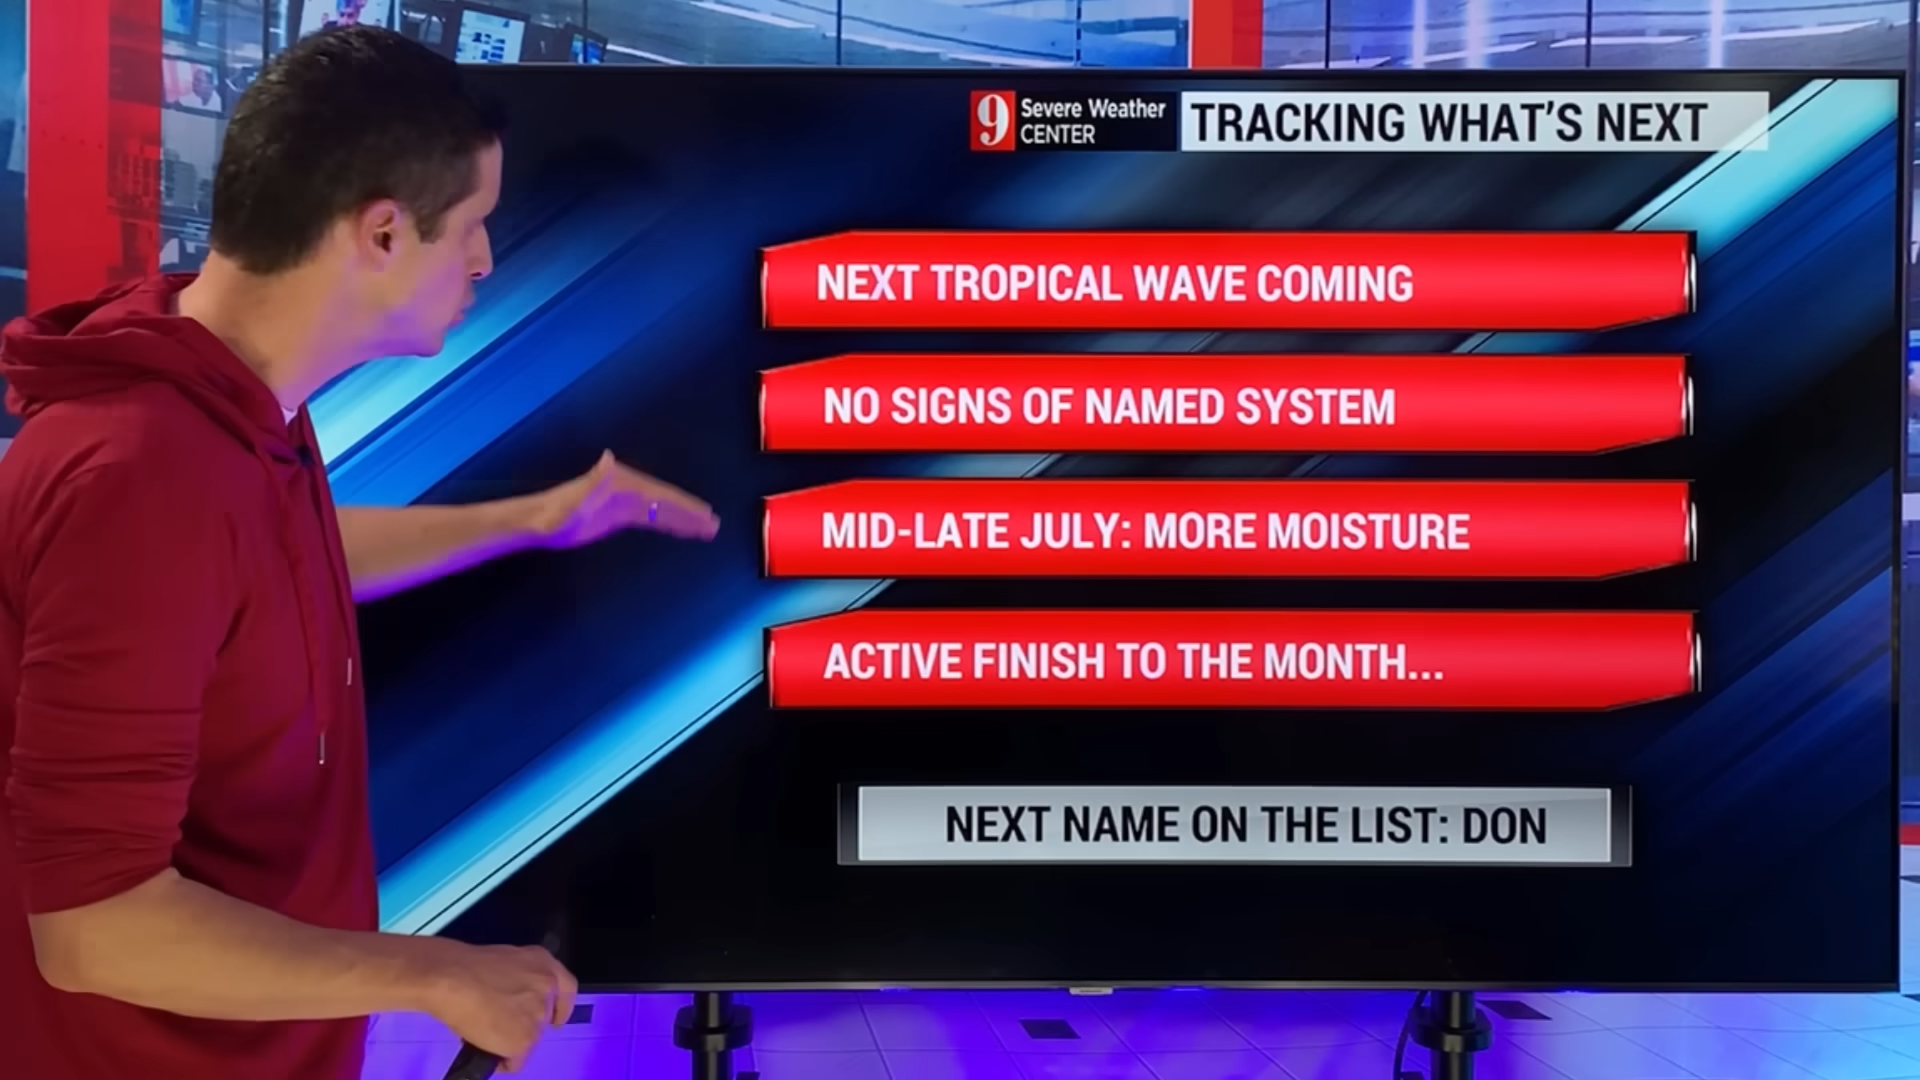 9 Severe Weather
CENTER
TRACKING WHAT'S NEXT
NEXT TROPICAL WAVE COMING
NO SIGNS OF NAMED SYSTEM
MID-LATE JULY: MORE MOISTURE
ACTIVE FINISH TO THE MONTH...
NEXT NAME ON THE LIST: DON